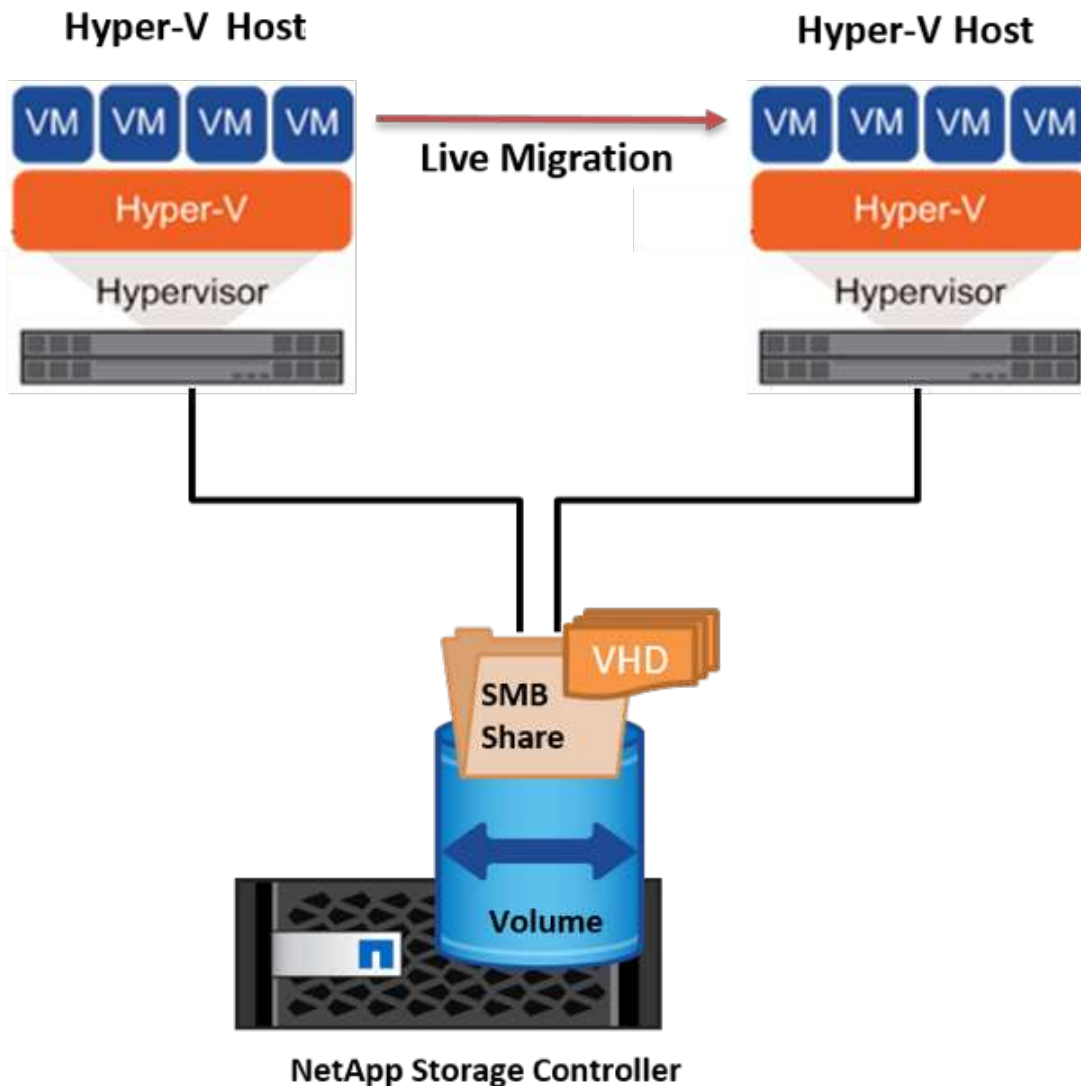 Hyper-V Host
Hyper-V Host
VM VM VM VM
Live Migration
VM VM VM VM
Hyper-V
Hyper-V
Hypervisor
Hypervisor
VHD
SMB
Share
Volume
NetApp Storage Controller